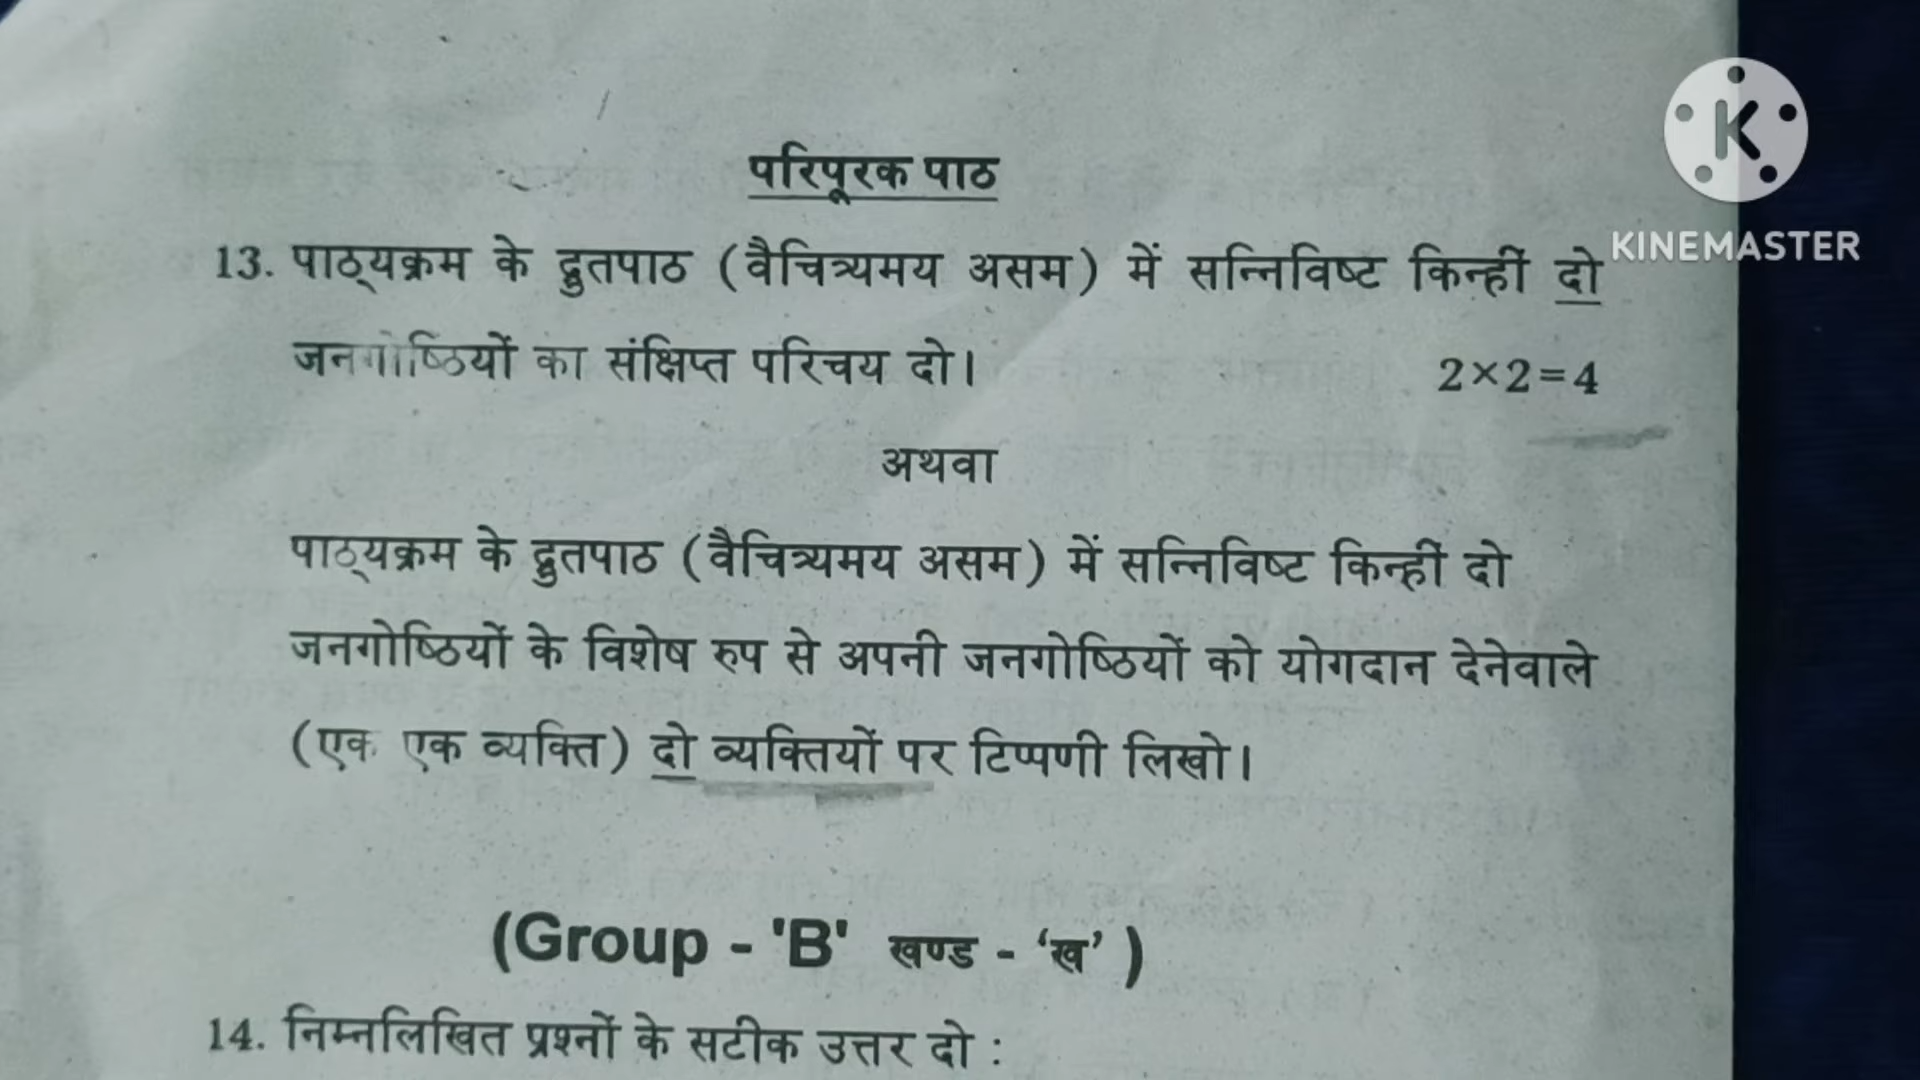 परिपूरक पाठ
K
KINEMASTER
13. पाठ्यक्रम के द्रुतपाठ (वैचित्र्यमय असम) में सन्निविष्ट किन्हीं दो
जनगोष्ठियों का संक्षिप्त परिचय दो।
2×2=4
अथवा
पाठ्यक्रम के द्रुतपाठ (वैचित्र्यमय असम) में सन्निविष्ट किन्हीं दो
जनगोष्ठियों के विशेष रुप से अपनी जनगोष्ठियों को योगदान देनेवाले
(एक एक व्यक्ति) दो व्यक्तियों पर टिप्पणी लिखो।
(Group - 'B' खण्ड - ‘ख’ )
14. निम्नलिखित प्रश्नों के सटीक उत्तर दो :